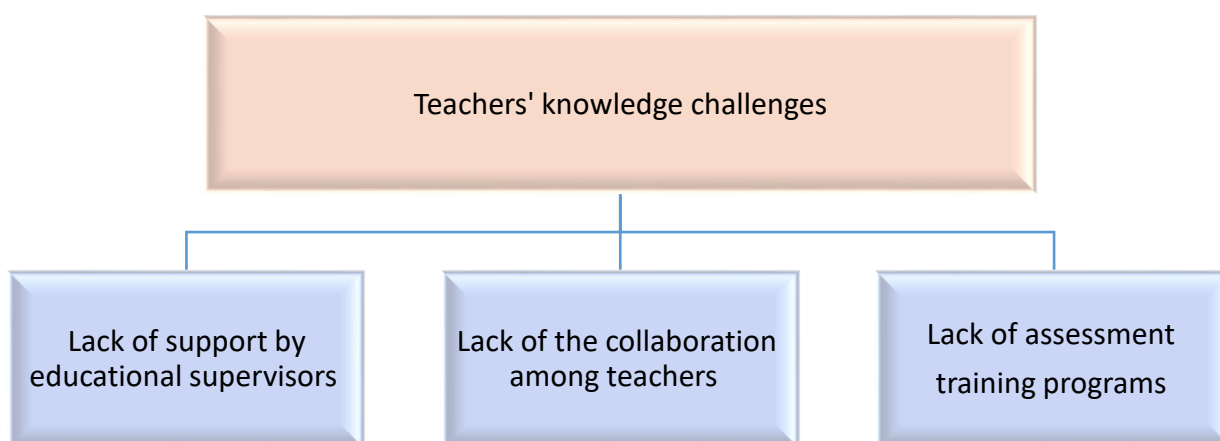 Teachers' knowledge challenges
Lack of support by
educational supervisors
Lack of the collaboration
among teachers
Lack of assessment
training programs